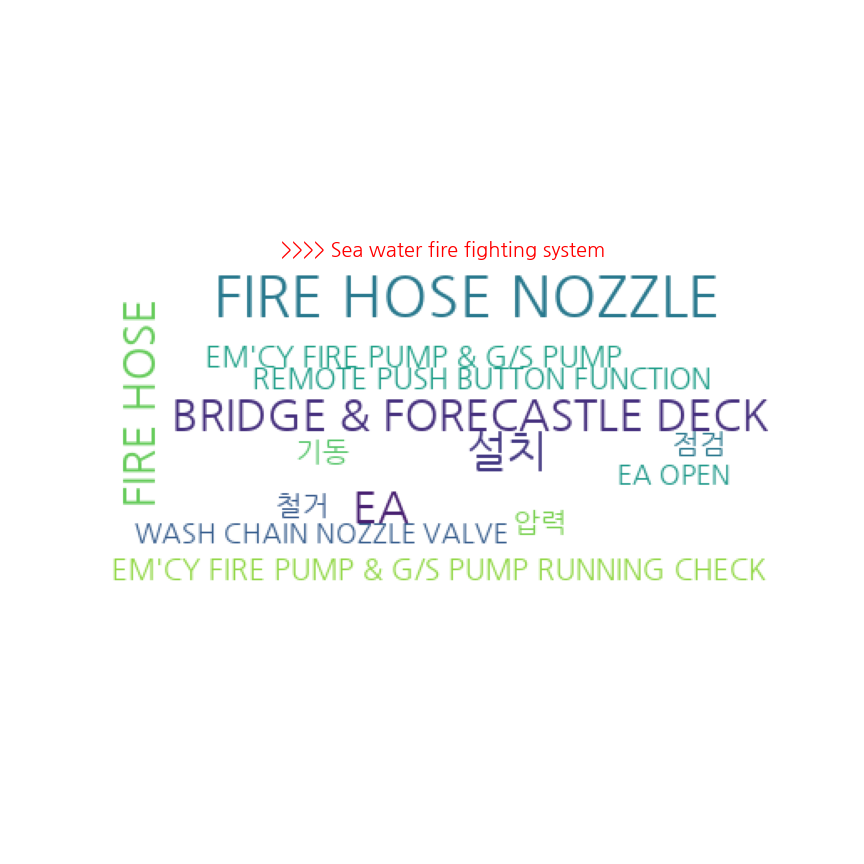 >>>> Sea water fire fighting system
FIRE HOSE NOZZLE
FIRE HOSE
EM'CY FIRE PUMP & G/S PUMP
REMOTE PUSH BUTTON FUNCTION
BRIDGE & FORECASTLE DECK
기동
설치
점검
EA OPEN
철거
EA
압력
WASH CHAIN NOZZLE VALVE
EM'CY FIRE PUMP & G/S PUMP RUNNING CHECK